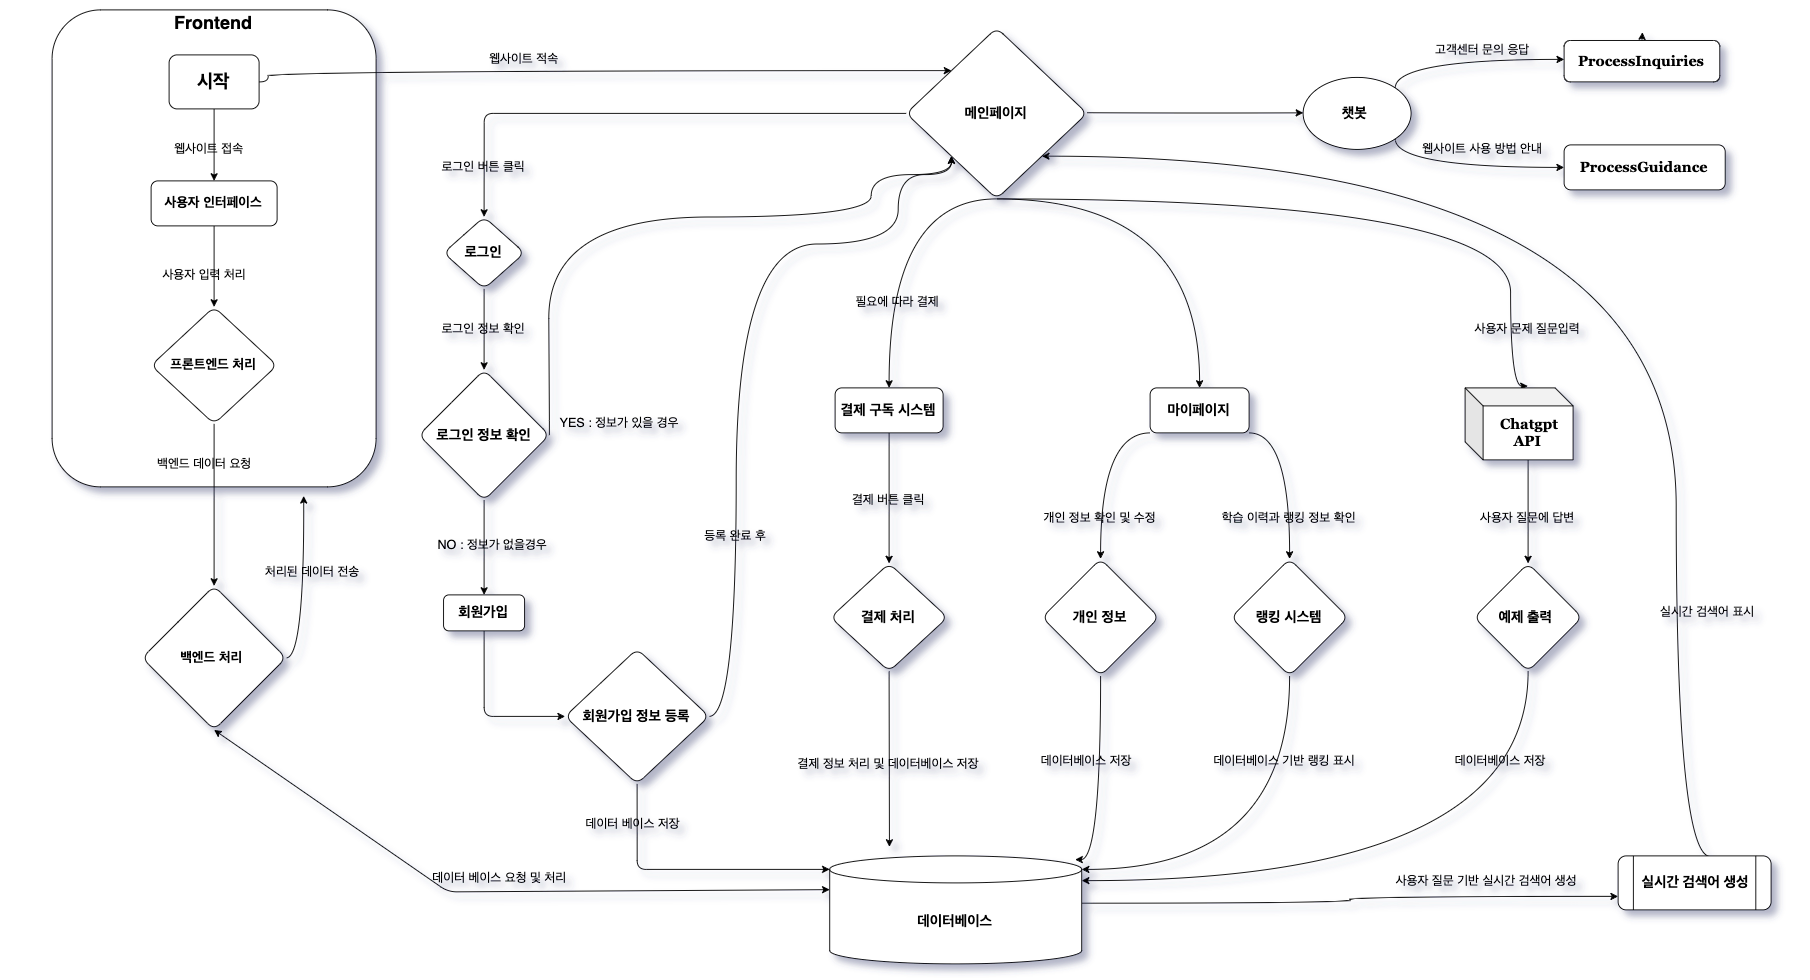 Frontend
시작
웹사이트 적속
웹사이트 접속
사용자 인터페이스
사용자 입력 처리
프론트엔드 처리
백엔드 데이터 요청
처리된 데이터 전송
백엔드 처리
데이터 베이스 요청 및 처리
메인페이지
로그인 버튼 클릭
로그인
로그인 정보 확인
로그인 정보 확인
YES : 정보가 있을 경우
NO : 정보가 없을경우
회원가입
회원가입 정보 등록
등록 완료 후
데이터 베이스 저장
챗봇
고객센터 문의 응답
ProcessInquiries
웹사이트 사용 방법 안내
ProcessGuidance
필요에 따라 결제
결제 구독 시스템
결제 버튼 클릭
결제 처리
결제 정보 처리 및 데이터베이스 저장
마이페이지
개인 정보 확인 및 수정
학습 이력과 랭킹 정보 확인
개인 정보
랭킹 시스템
데이터베이스 저장
데이터베이스 기반 랭킹 표시
사용자 문제 질문입력
Chatgpt
API
사용자 질문에 답변
예제 출력
데이터베이스 저장
실시간 검색어 표시
데이터베이스
사용자 질문 기반 실시간 검색어 생성
실시간 검색어 생성